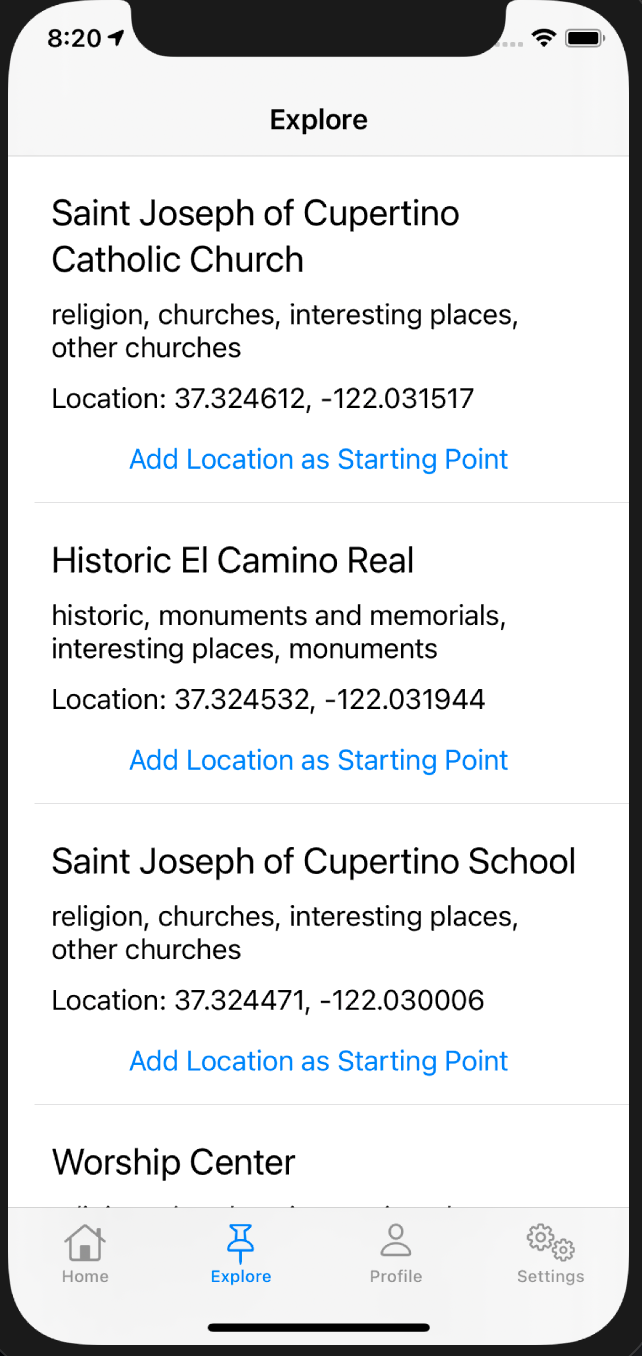 8:20
Explore
Saint Joseph of Cupertino
Catholic Church
religion, churches, interesting places,
other churches
Location: 37.324612, -122.031517
Add Location as Starting Point
Historic El Camino Real
historic, monuments and memorials,
interesting places, monuments
Location: 37.324532, -122.031944
Add Location as Starting Point
Saint Joseph of Cupertino School
religion, churches, interesting places,
other churches
Location: 37.324471, -122.030006
Add Location as Starting Point
Worship Center
Home Explore Profile Settings